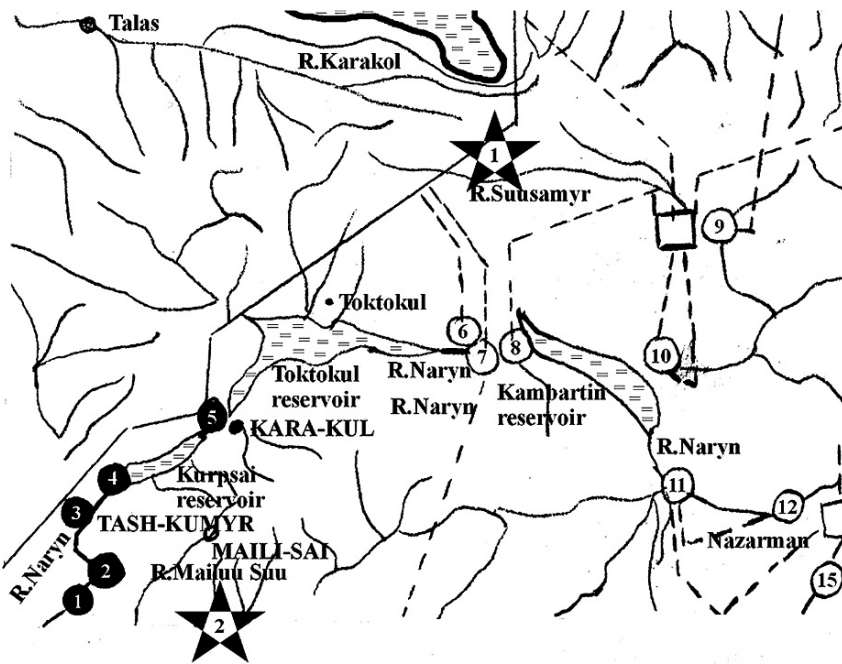 Talas
R.Karakol
1
R.Suusamyr
9
Toktokul
6
7
8
10
Toktokul
reservoir
R.Naryn
R.Naryn
Kambartin
reservoir
5
KARA-KUL
R.Naryn
4
Kurpsai
reservoir
11
3
TASH-KUMYR
12
Nazarman
R.Naryn
MAILI-SAI
R.Mailuu Suu
2
15
1
2